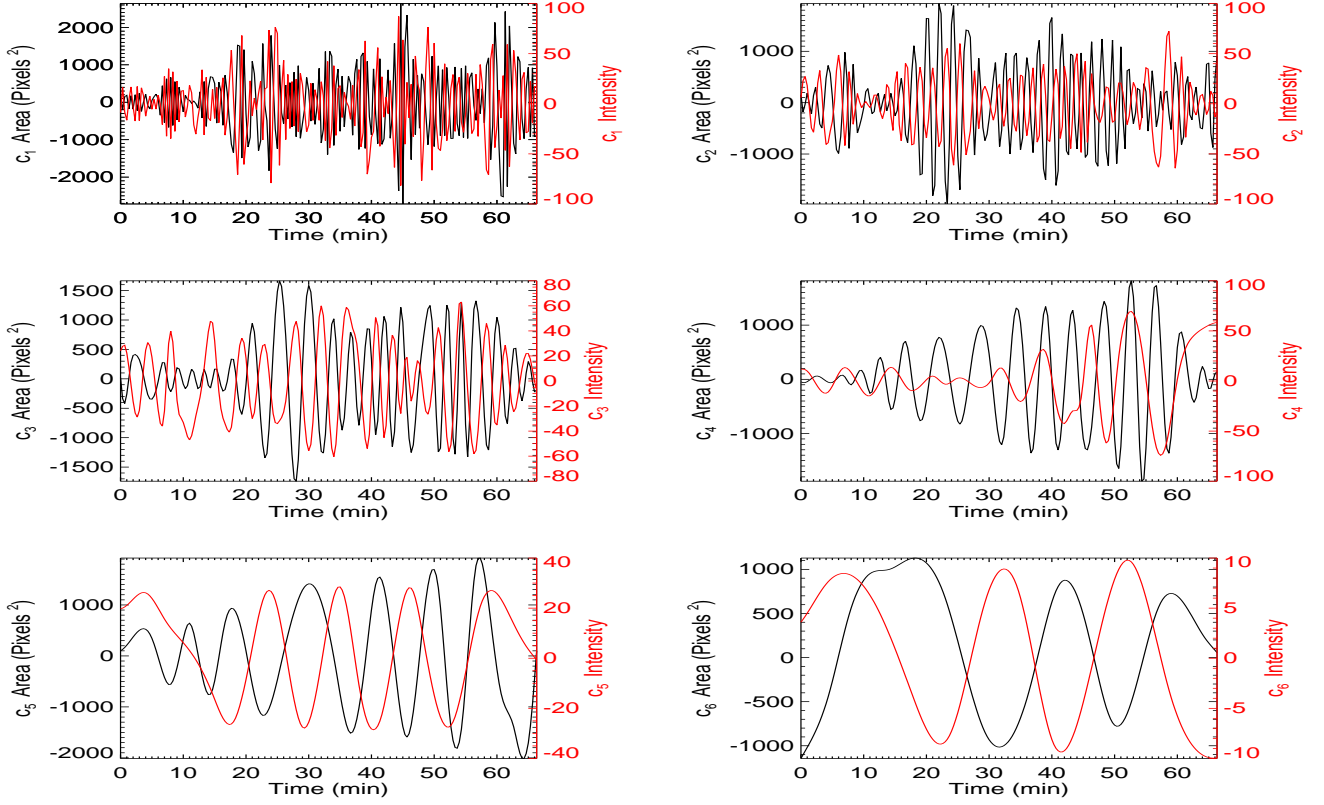 c₁ Area (Pixels ²)
2000
1000
0
-1000
-2000
100
50
0
-50
-100
c₁ Intensity
0 10 20 30 40 50 60
Time (min)
c₂ Area (Pixels ²)
1000
0
-1000
100
50
0
-50
-100
c₂ Intensity
0 10 20 30 40 50 60
Time (min)
c₃ Area (Pixels ²)
1500
1000
500
0
-500
-1000
-1500
80
60
40
20
0
-20
-40
-60
-80
c₃ Intensity
0 10 20 30 40 50 60
Time (min)
c₄ Area (Pixels ²)
1000
0
-1000
100
50
0
-50
-100
c₄ Intensity
0 10 20 30 40 50 60
Time (min)
c₅ Area (Pixels ²)
1000
0
-1000
-2000
40
20
0
-20
-40
c₅ Intensity
0 10 20 30 40 50 60
Time (min)
c₆ Area (Pixels ²)
1000
500
0
-500
-1000
10
5
0
-5
-10
c₆ Intensity
0 10 20 30 40 50 60
Time (min)